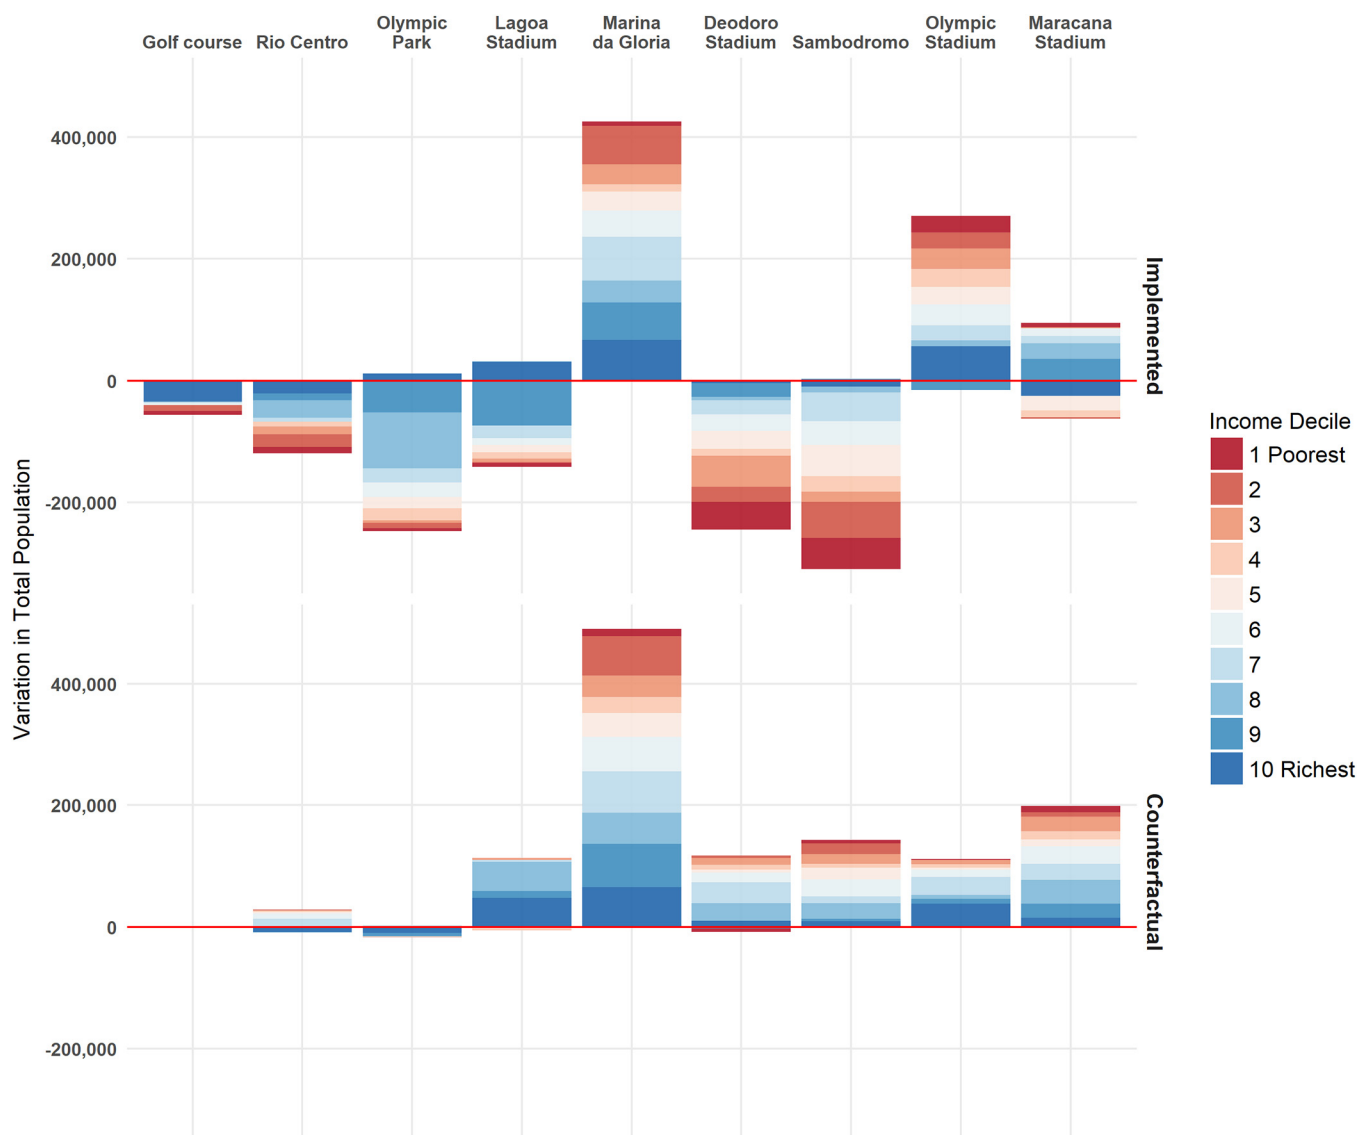 Golf course
Rio Centro
Olympic
Park
Lagoa
Stadium
Marina
da Gloria
Deodoro
Stadium
Sambodromo
Olympic
Stadium
Maracana
Stadium
Variation in Total Population
400,000
200,000
0
-200,000
Implemented
400,000
200,000
0
-200,000
Counterfactual
Income Decile
1 Poorest
2
3
4
5
6
7
8
9
10 Richest